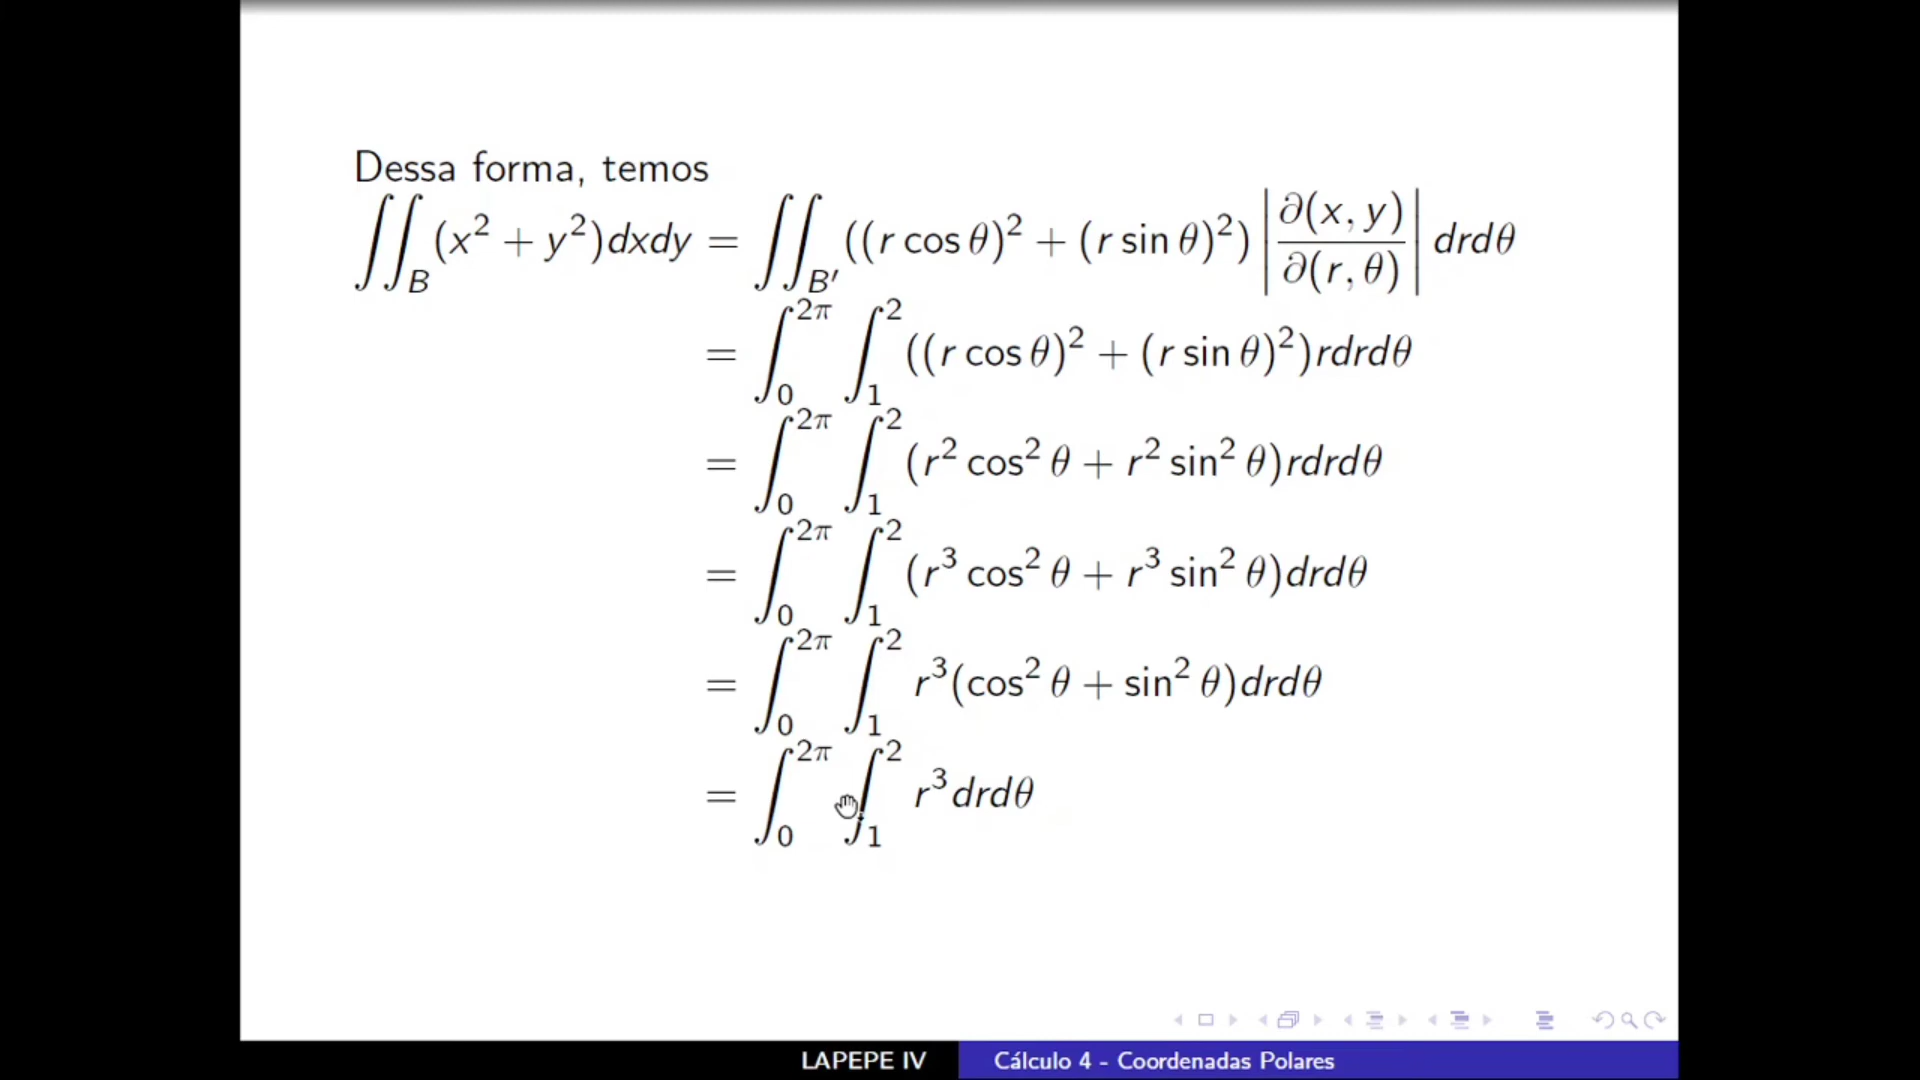 Dessa forma, temos
∬_B (x² + y²)dxdy = ∬_{B′} ((r cos θ)² + (r sin θ)²) |∂(x, y)/∂(r, θ)| drdθ
= ∫_0^{2π} ∫_1^2 ((r cos θ)² + (r sin θ)²)rdrdθ
= ∫_0^{2π} ∫_1^2 (r² cos² θ + r² sin² θ)rdrdθ
= ∫_0^{2π} ∫_1^2 (r³ cos² θ + r³ sin² θ)drdθ
= ∫_0^{2π} ∫_1^2 r³(cos² θ + sin² θ)drdθ
= ∫_0^{2π} ∫_1^2 r³drdθ
LAPEPE IV
Cálculo 4 - Coordenadas Polares